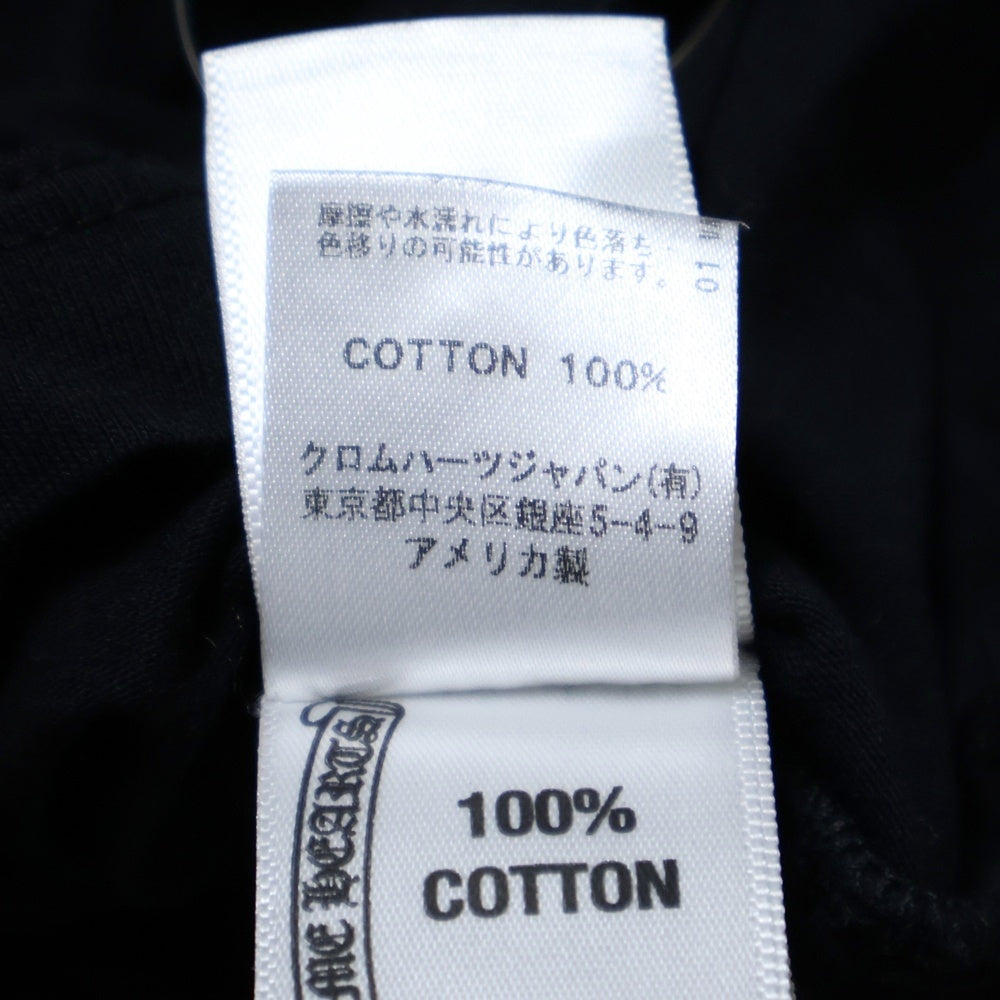 摩擦や水濡れにより色落ち、
色移りの可能性があります。
01
COTTON 100%
クロムハーツジャパン(有)
東京都中央区銀座5-4-9
アメリカ製
ME HEARTS
100%
COTTON